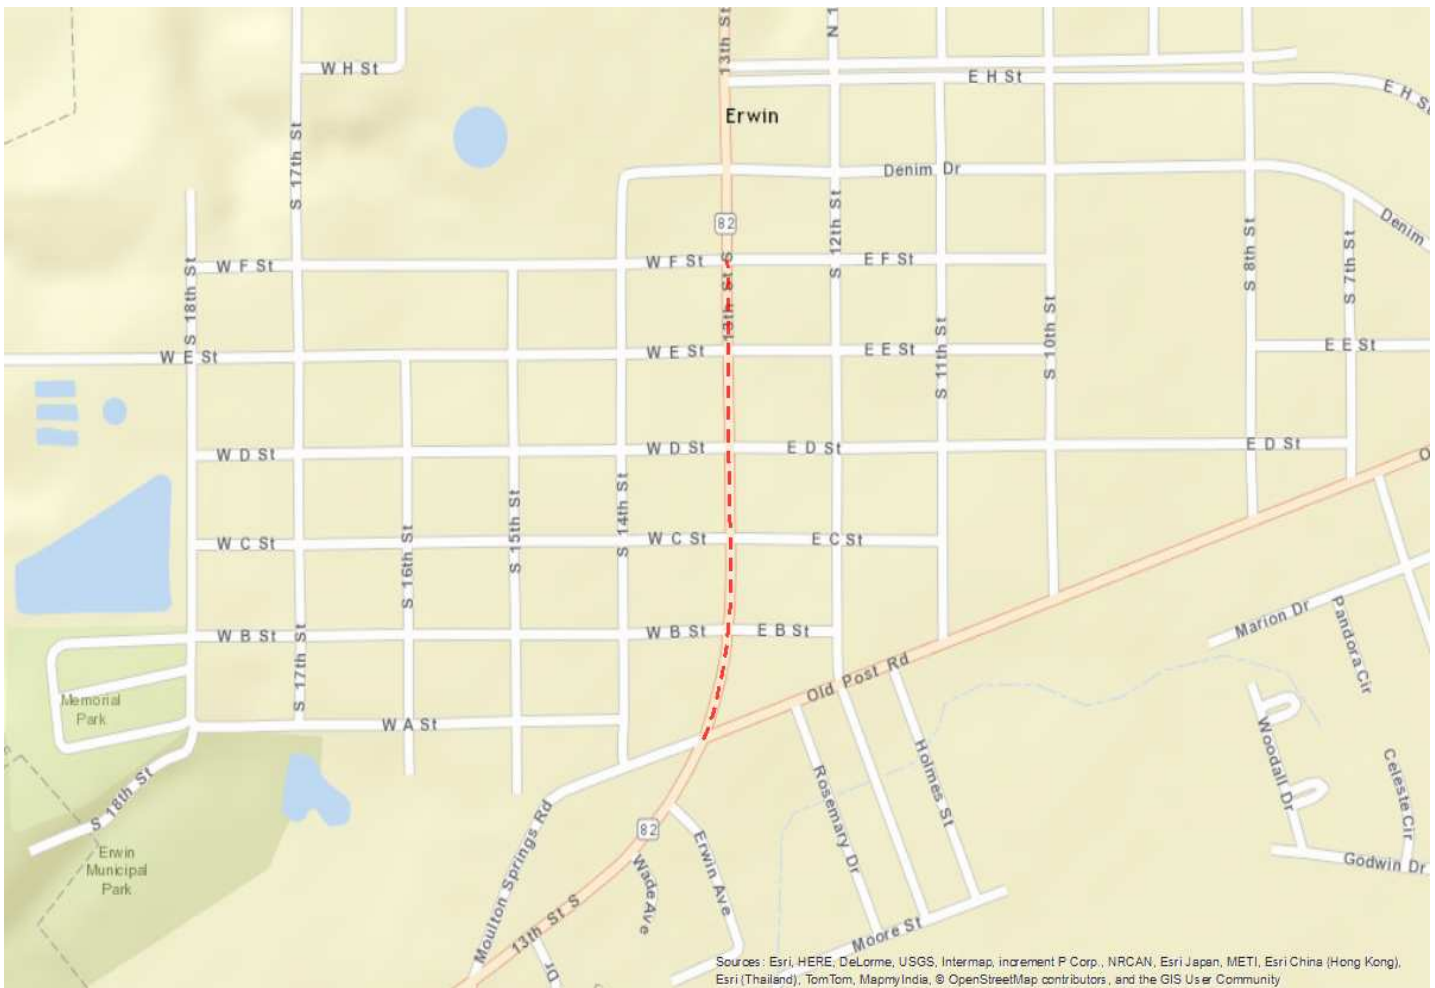 13th St
N 1
W H St
E H St
E H St
Erwin
S 17th St
Denim Dr
S 12th St
82
Denim
S 8th St
S 7th St
W F St
W F St
E F St
S 18th St
13th St S
S 10th St
W E St
W E St
E E St
S 11th St
E E St
W D St
W D St
E D St
E D St
O
S 14th St
S 15th St
S 16th St
W C St
W C St
E C St
W B St
W B St
E B St
Marion Dr
Pandora Cir
S 17th St
Old Post Rd
Memorial
Park
W A St
Woodall Dr
Holmes St
Celeste Cir
Rosemary Dr
S 18th St
Moulton Springs Rd
82
Erwin Ave
Wade Ave
Erwin
Municipal
Park
Godwin Dr
13th St S
Moore St
Dr
Sources: Esri, HERE, DeLorme, USGS, Intermap, increment P Corp., NRCAN, Esri Japan, METI, Esri China (Hong Kong),
Esri (Thailand), TomTom, MapmyIndia, © OpenStreetMap contributors, and the GIS User Community